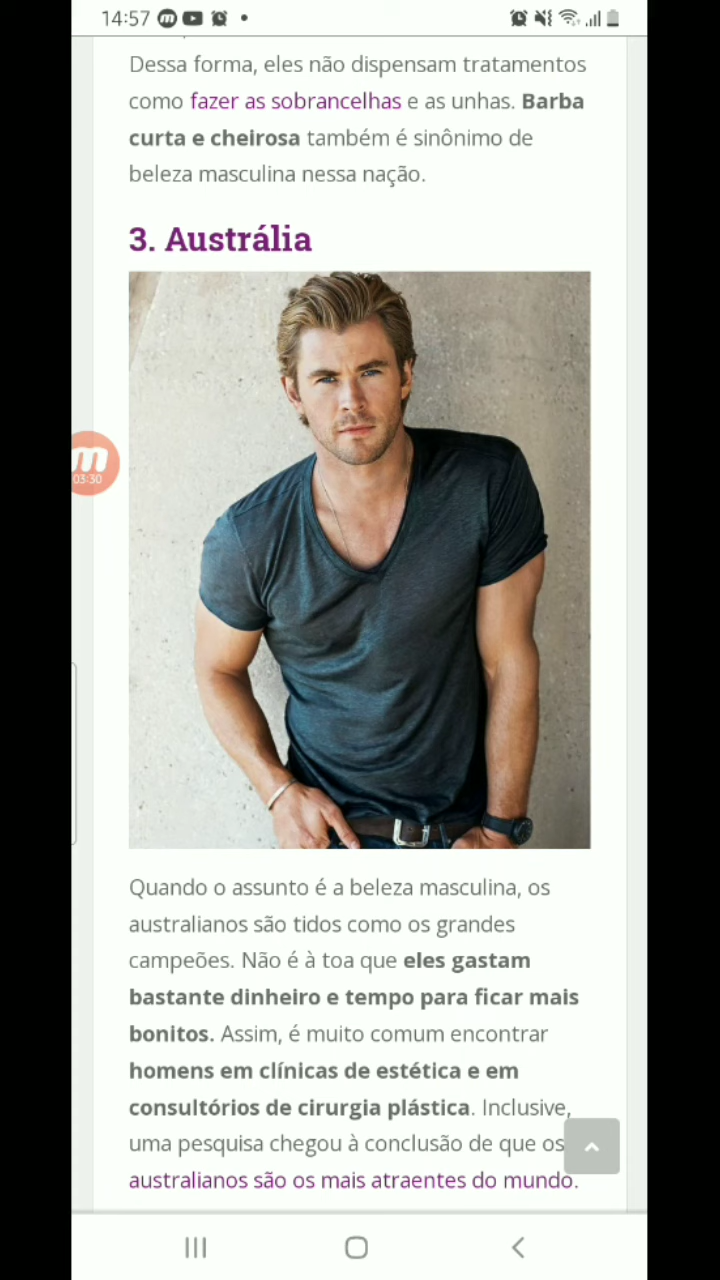 14:57
Dessa forma, eles não dispensam tratamentos
como fazer as sobrancelhas e as unhas. Barba
curta e cheirosa também é sinônimo de
beleza masculina nessa nação.
3. Austrália
m
03:30
Quando o assunto é a beleza masculina, os
australianos são tidos como os grandes
campeões. Não é à toa que eles gastam
bastante dinheiro e tempo para ficar mais
bonitos. Assim, é muito comum encontrar
homens em clínicas de estética e em
consultórios de cirurgia plástica. Inclusive,
uma pesquisa chegou à conclusão de que os
australianos são os mais atraentes do mundo.